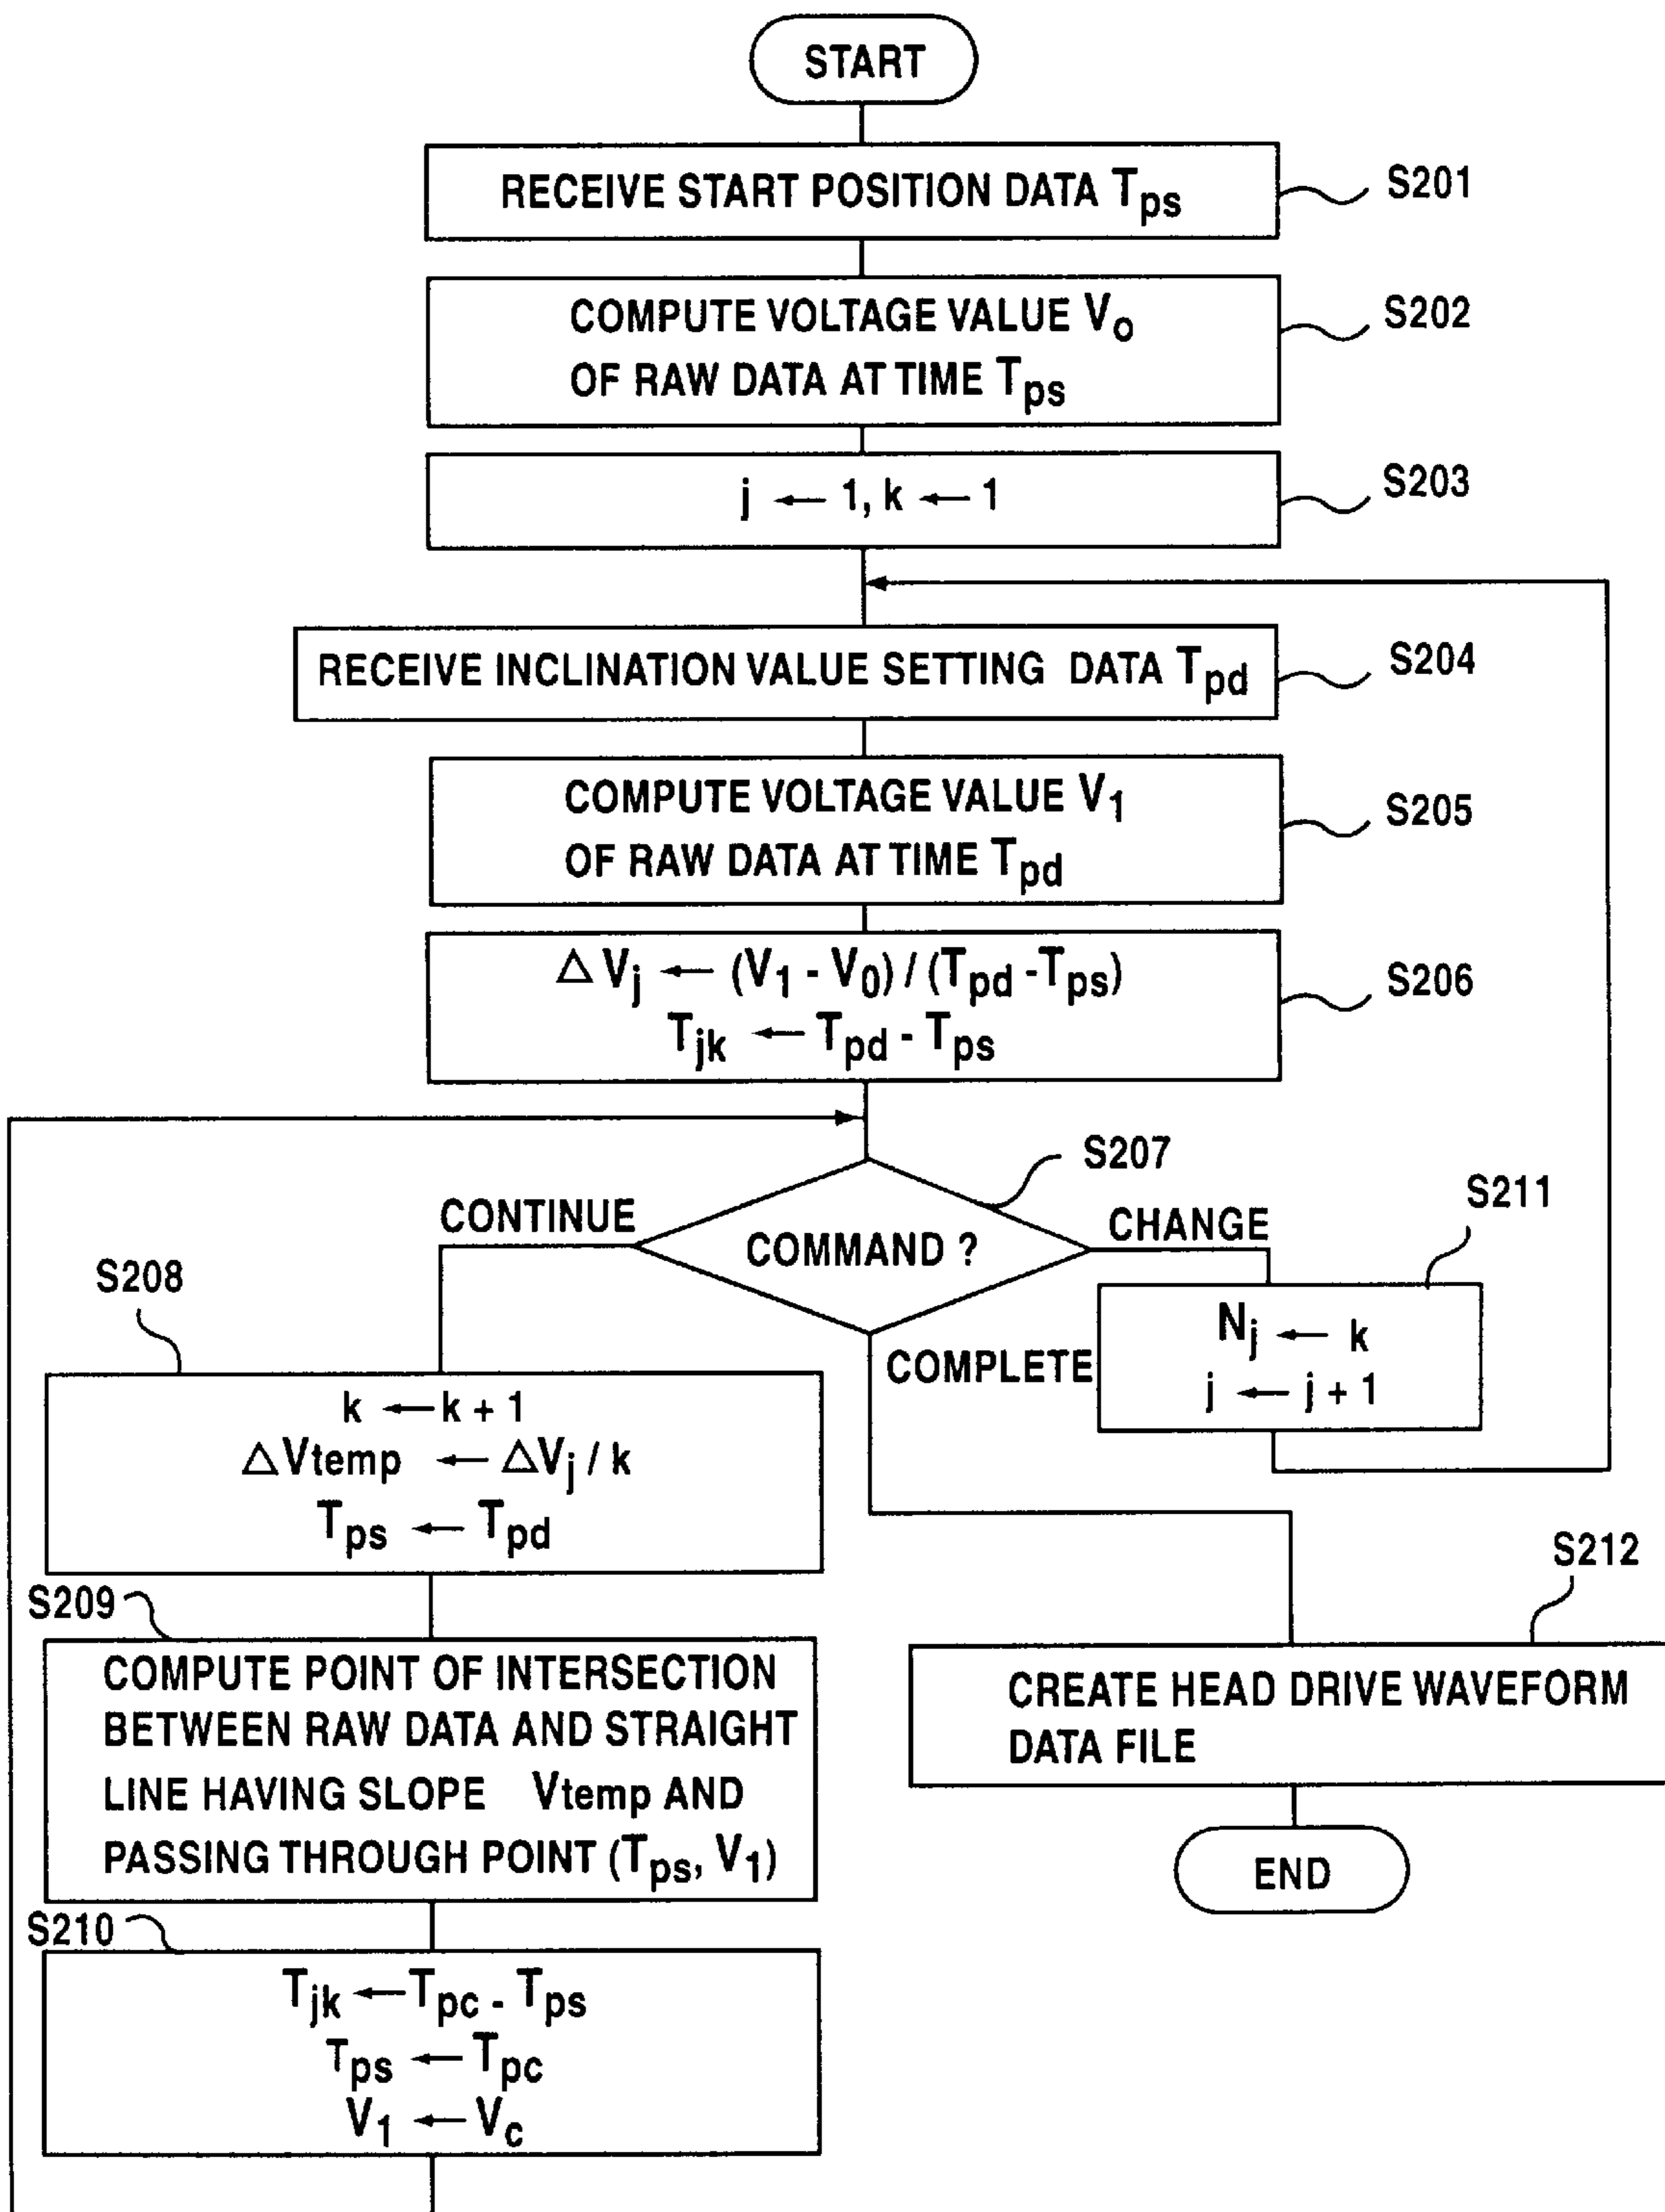 START
RECEIVE START POSITION DATA Tps
S201
COMPUTE VOLTAGE VALUE Vo
OF RAW DATA AT TIME Tps
S202
j ← 1, k ← 1
S203
RECEIVE INCLINATION VALUE SETTING DATA Tpd
S204
COMPUTE VOLTAGE VALUE V1
OF RAW DATA AT TIME Tpd
S205
△ Vj ← (V1 - V0) / (Tpd - Tps)
Tjk ← Tpd - Tps
S206
S207
COMMAND ?
CONTINUE
CHANGE
COMPLETE
S211
Nj ← k
j ← j + 1
S208
k ← k + 1
△Vtemp ← △Vj / k
Tps ← Tpd
S209
COMPUTE POINT OF INTERSECTION
BETWEEN RAW DATA AND STRAIGHT
LINE HAVING SLOPE Vtemp AND
PASSING THROUGH POINT (Tps, V1)
S210
Tjk ← Tpc - Tps
Tps ← Tpc
V1 ← Vc
S212
CREATE HEAD DRIVE WAVEFORM
DATA FILE
END